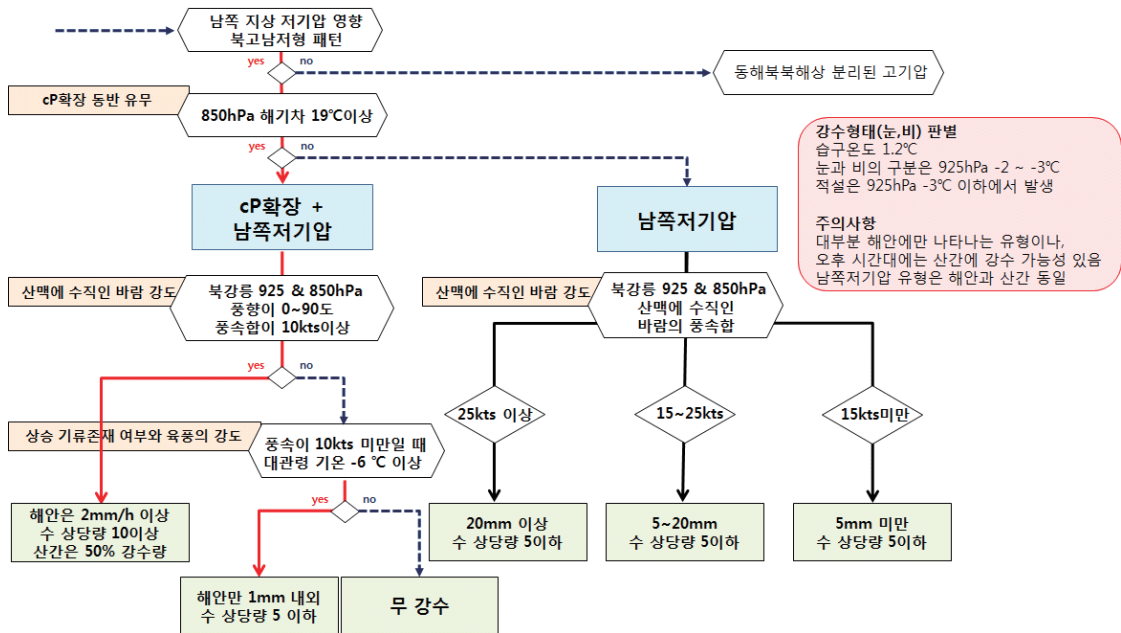 남쪽 지상 저기압 영향
북고남저형 패턴
yes
no
동해북북해상 분리된 고기압
cP확장 동반 유무
850hPa 해기차 19℃이상
yes
no
강수형태(눈,비) 판별
습구온도 1.2℃
눈과 비의 구분은 925hPa -2 ~ -3℃
적설은 925hPa -3℃ 이하에서 발생
주의사항
대부분 해안에만 나타나는 유형이나,
오후 시간대에는 산간에 강수 가능성 있음
남쪽저기압 유형은 해안과 산간 동일
cP확장 +
남쪽저기압
남쪽저기압
산맥에 수직인 바람 강도
북강릉 925 & 850hPa
풍향이 0~90도
풍속합이 10kts이상
산맥에 수직인 바람 강도
북강릉 925 & 850hPa
산맥에 수직인
바람의 풍속합
yes
no
25kts 이상
15~25kts
15kts미만
상승 기류존재 여부와 육풍의 강도
풍속이 10kts 미만일 때
대관령 기온 -6 ℃ 이상
yes
no
해안은 2mm/h 이상
수 상당량 10이상
산간은 50% 강수량
20mm 이상
수 상당량 5이하
5~20mm
수 상당량 5이하
5mm 미만
수 상당량 5이하
해안만 1mm 내외
수 상당량 5 이하
무 강수